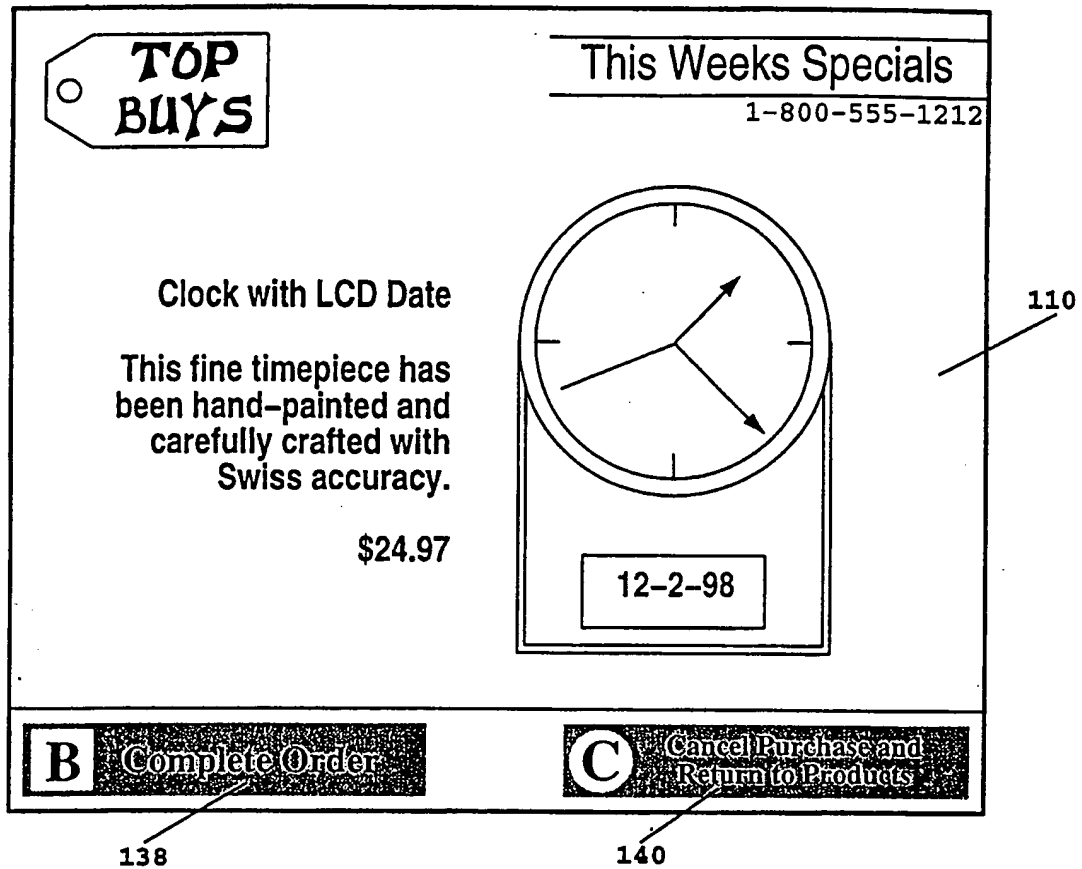 TOP
BUYS
This Weeks Specials
1-800-555-1212
Clock with LCD Date
This fine timepiece has
been hand-painted and
carefully crafted with
Swiss accuracy.
$24.97
12-2-98
110
B Complete Order
C Cancel Purchase and
Return to Products
138
140